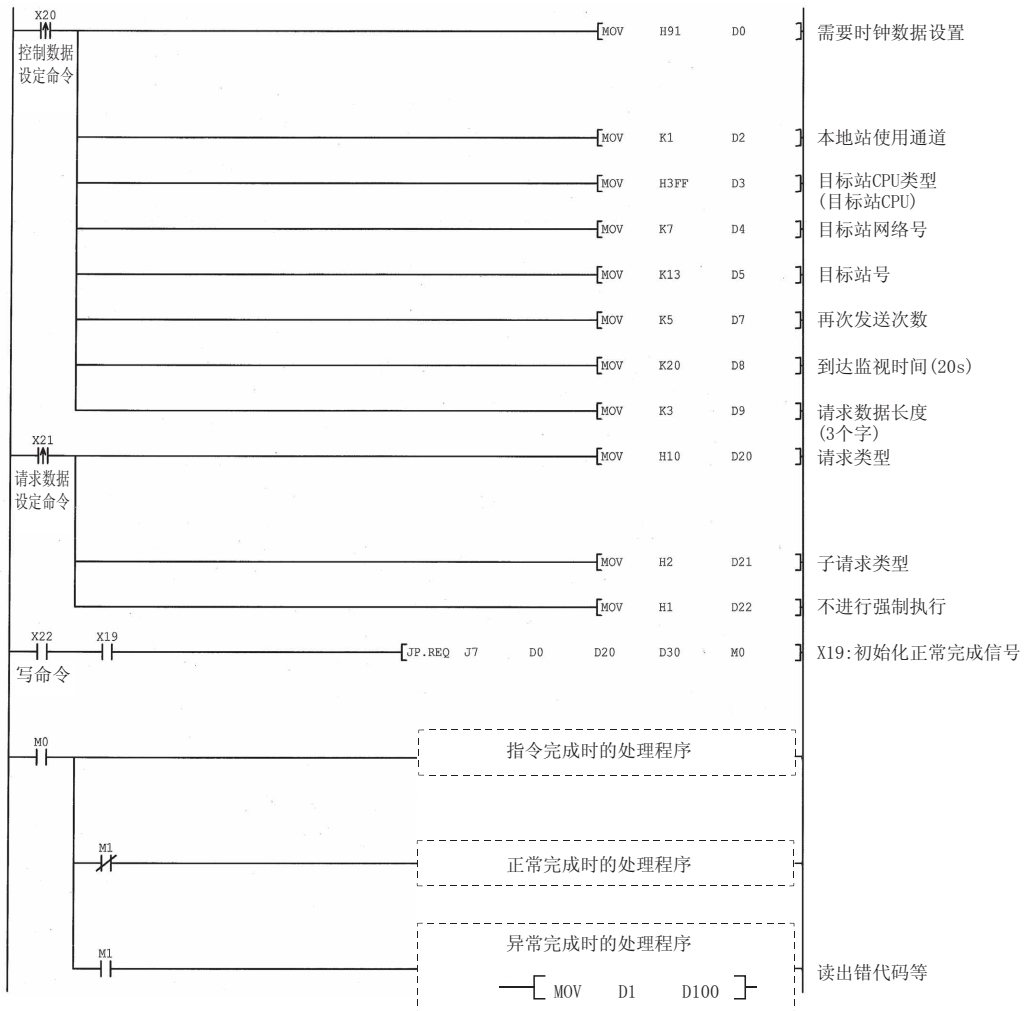 X20
MOV H91 D0 需要时钟数据设置
控制数据
设定命令
MOV K1 D2 本地站使用通道
MOV H3FF D3 目标站CPU类型
(目标站CPU)
MOV K7 D4 目标站网络号
MOV K13 D5 目标站号
MOV K5 D7 再次发送次数
MOV K20 D8 到达监视时间(20s)
MOV K3 D9 请求数据长度
(3个字)
X21
MOV H10 D20 请求类型
请求数据
设定命令
MOV H2 D21 子请求类型
MOV H1 D22 不进行强制执行
X22 X19
JP.REQ J7 D0 D20 D30 M0 X19:初始化正常完成信号
写命令
M0
指令完成时的处理程序
M1
正常完成时的处理程序
异常完成时的处理程序
M1
读出错代码等
MOV D1 D100